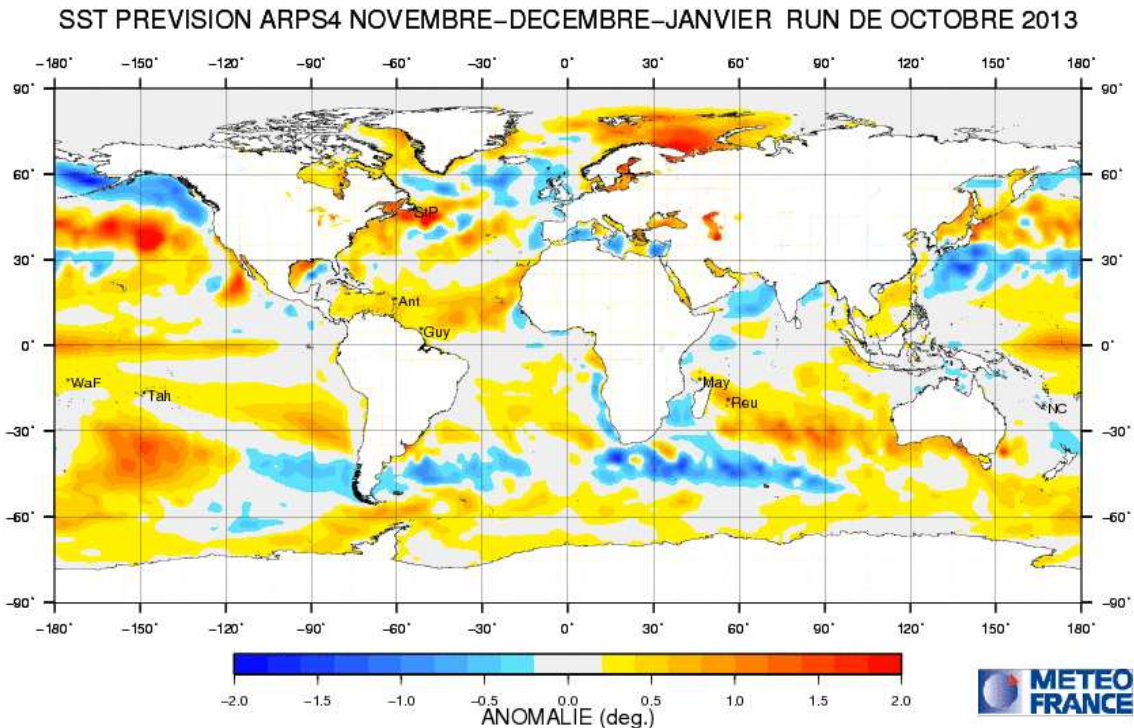 SST PREVISION ARPS4 NOVEMBRE–DECEMBRE–JANVIER RUN DE OCTOBRE 2013
−180° −150° −120° −90° −60° −30° 0° 30° 60° 90° 120° 150° 180°
90° 90°
60° 60°
StP
30° 30°
Ant
Guy
0° 0°
WaF May
Tah Reu NC
−30° −30°
−60° −60°
−90° −90°
−180° −150° −120° −90° −60° −30° 0° 30° 60° 90° 120° 150° 180°
−2.0 −1.5 −1.0 −0.5 0.0 0.5 1.0 1.5 2.0
ANOMALIE (deg.)
METEO
FRANCE